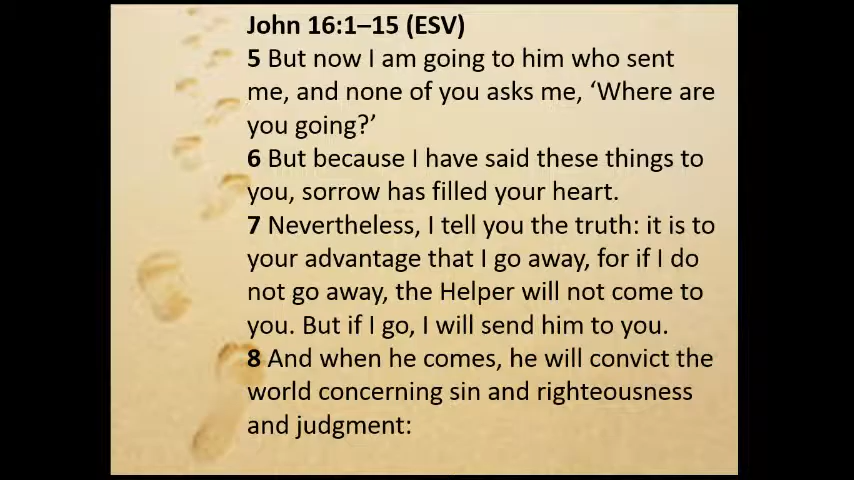 John 16:1–15 (ESV)
5 But now I am going to him who sent
me, and none of you asks me, ‘Where are
you going?’
6 But because I have said these things to
you, sorrow has filled your heart.
7 Nevertheless, I tell you the truth: it is to
your advantage that I go away, for if I do
not go away, the Helper will not come to
you. But if I go, I will send him to you.
8 And when he comes, he will convict the
world concerning sin and righteousness
and judgment: